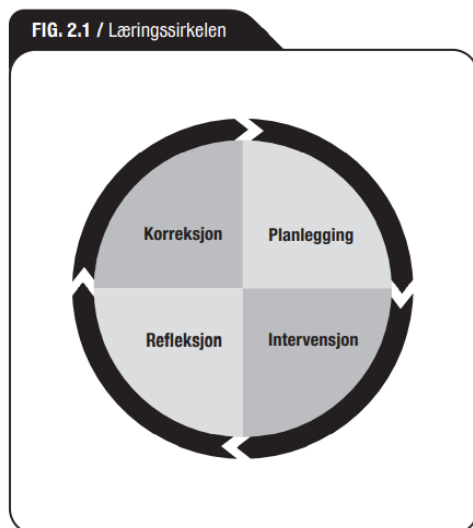 FIG. 2.1 / Læringssirkelen
Korreksjon
Planlegging
Refleksjon
Intervensjon